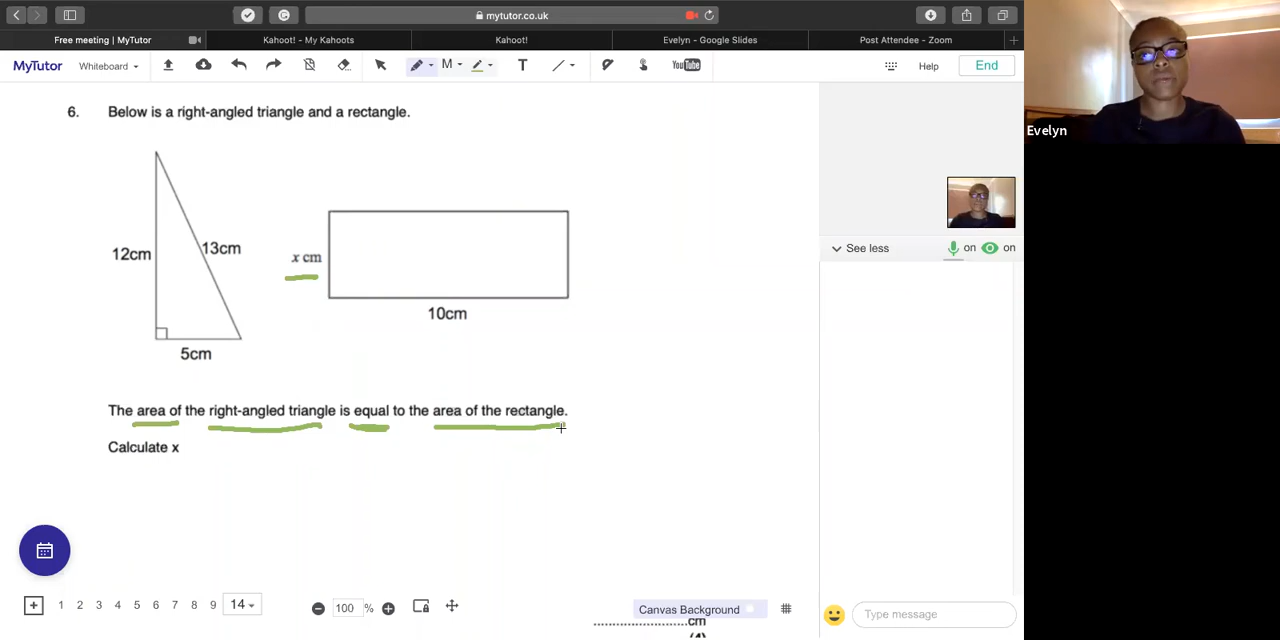 mytutor.co.uk
Free meeting | MyTutor
Kahoot! - My Kahoots
Kahoot!
Evelyn - Google Slides
Post Attendee - Zoom
MyTutor
Whiteboard
M
T
YouTube
Help
End
6. Below is a right-angled triangle and a rectangle.
12cm
13cm
5cm
x cm
10cm
The area of the right-angled triangle is equal to the area of the rectangle.
Calculate x
Evelyn
See less
on
on
1 2 3 4 5 6 7 8 9 14
100 %
Canvas Background
.......................cm
(4)
Type message